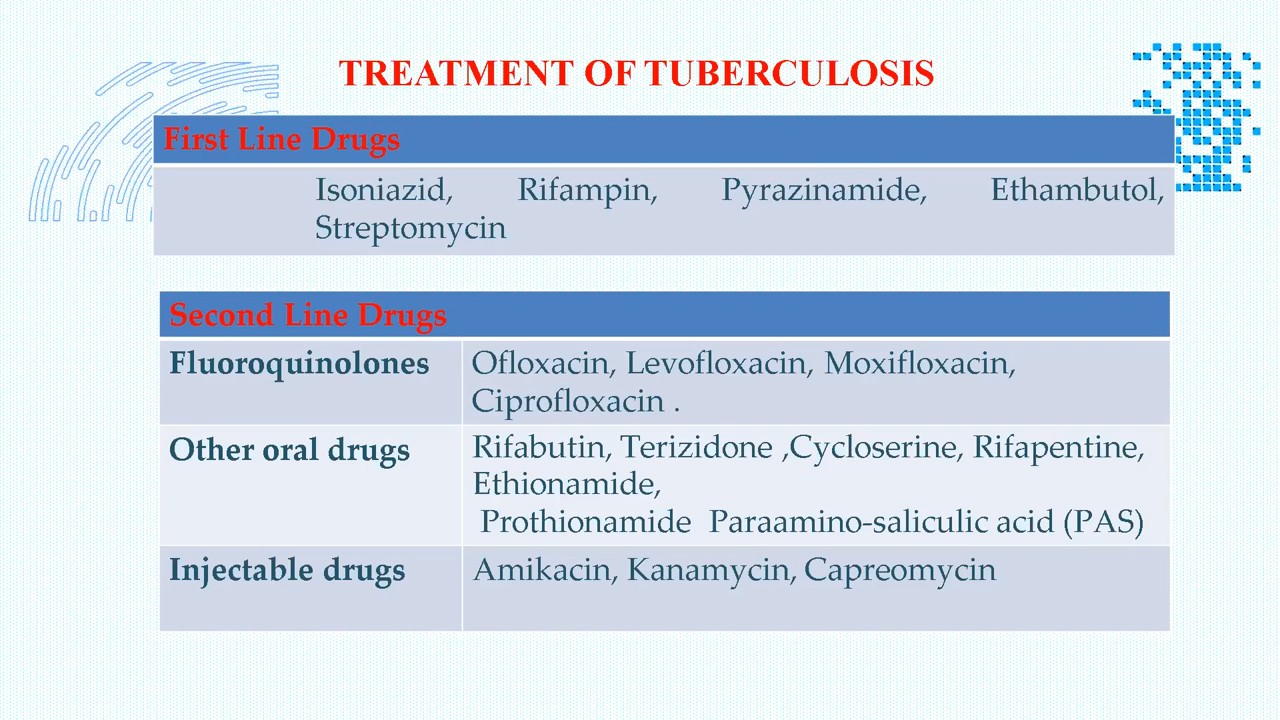 TREATMENT OF TUBERCULOSIS
First Line Drugs
Isoniazid, Rifampin, Pyrazinamide, Ethambutol,
Streptomycin
Second Line Drugs
Fluoroquinolones
Ofloxacin, Levofloxacin, Moxifloxacin,
Ciprofloxacin .
Other oral drugs
Rifabutin, Terizidone ,Cycloserine, Rifapentine,
Ethionamide,
Prothionamide Paraamino-saliculic acid (PAS)
Injectable drugs
Amikacin, Kanamycin, Capreomycin